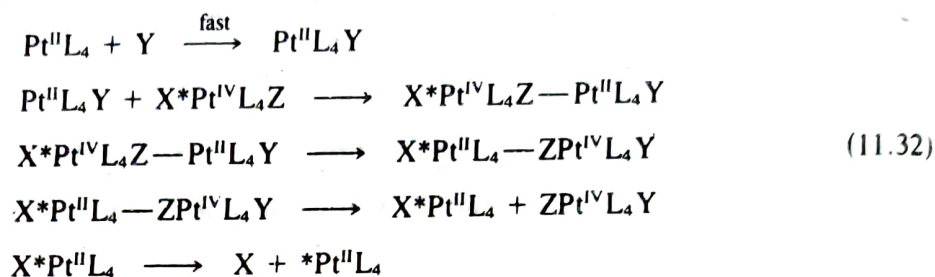 Pt^II L₄ + Y —fast→ Pt^II L₄Y
Pt^II L₄Y + X*Pt^IV L₄Z ⟶ X*Pt^IV L₄Z—Pt^II L₄Y
X*Pt^IV L₄Z—Pt^II L₄Y ⟶ X*Pt^II L₄—ZPt^IV L₄Y (11.32)
X*Pt^II L₄—ZPt^IV L₄Y ⟶ X*Pt^II L₄ + ZPt^IV L₄Y
X*Pt^II L₄ ⟶ X + *Pt^II L₄